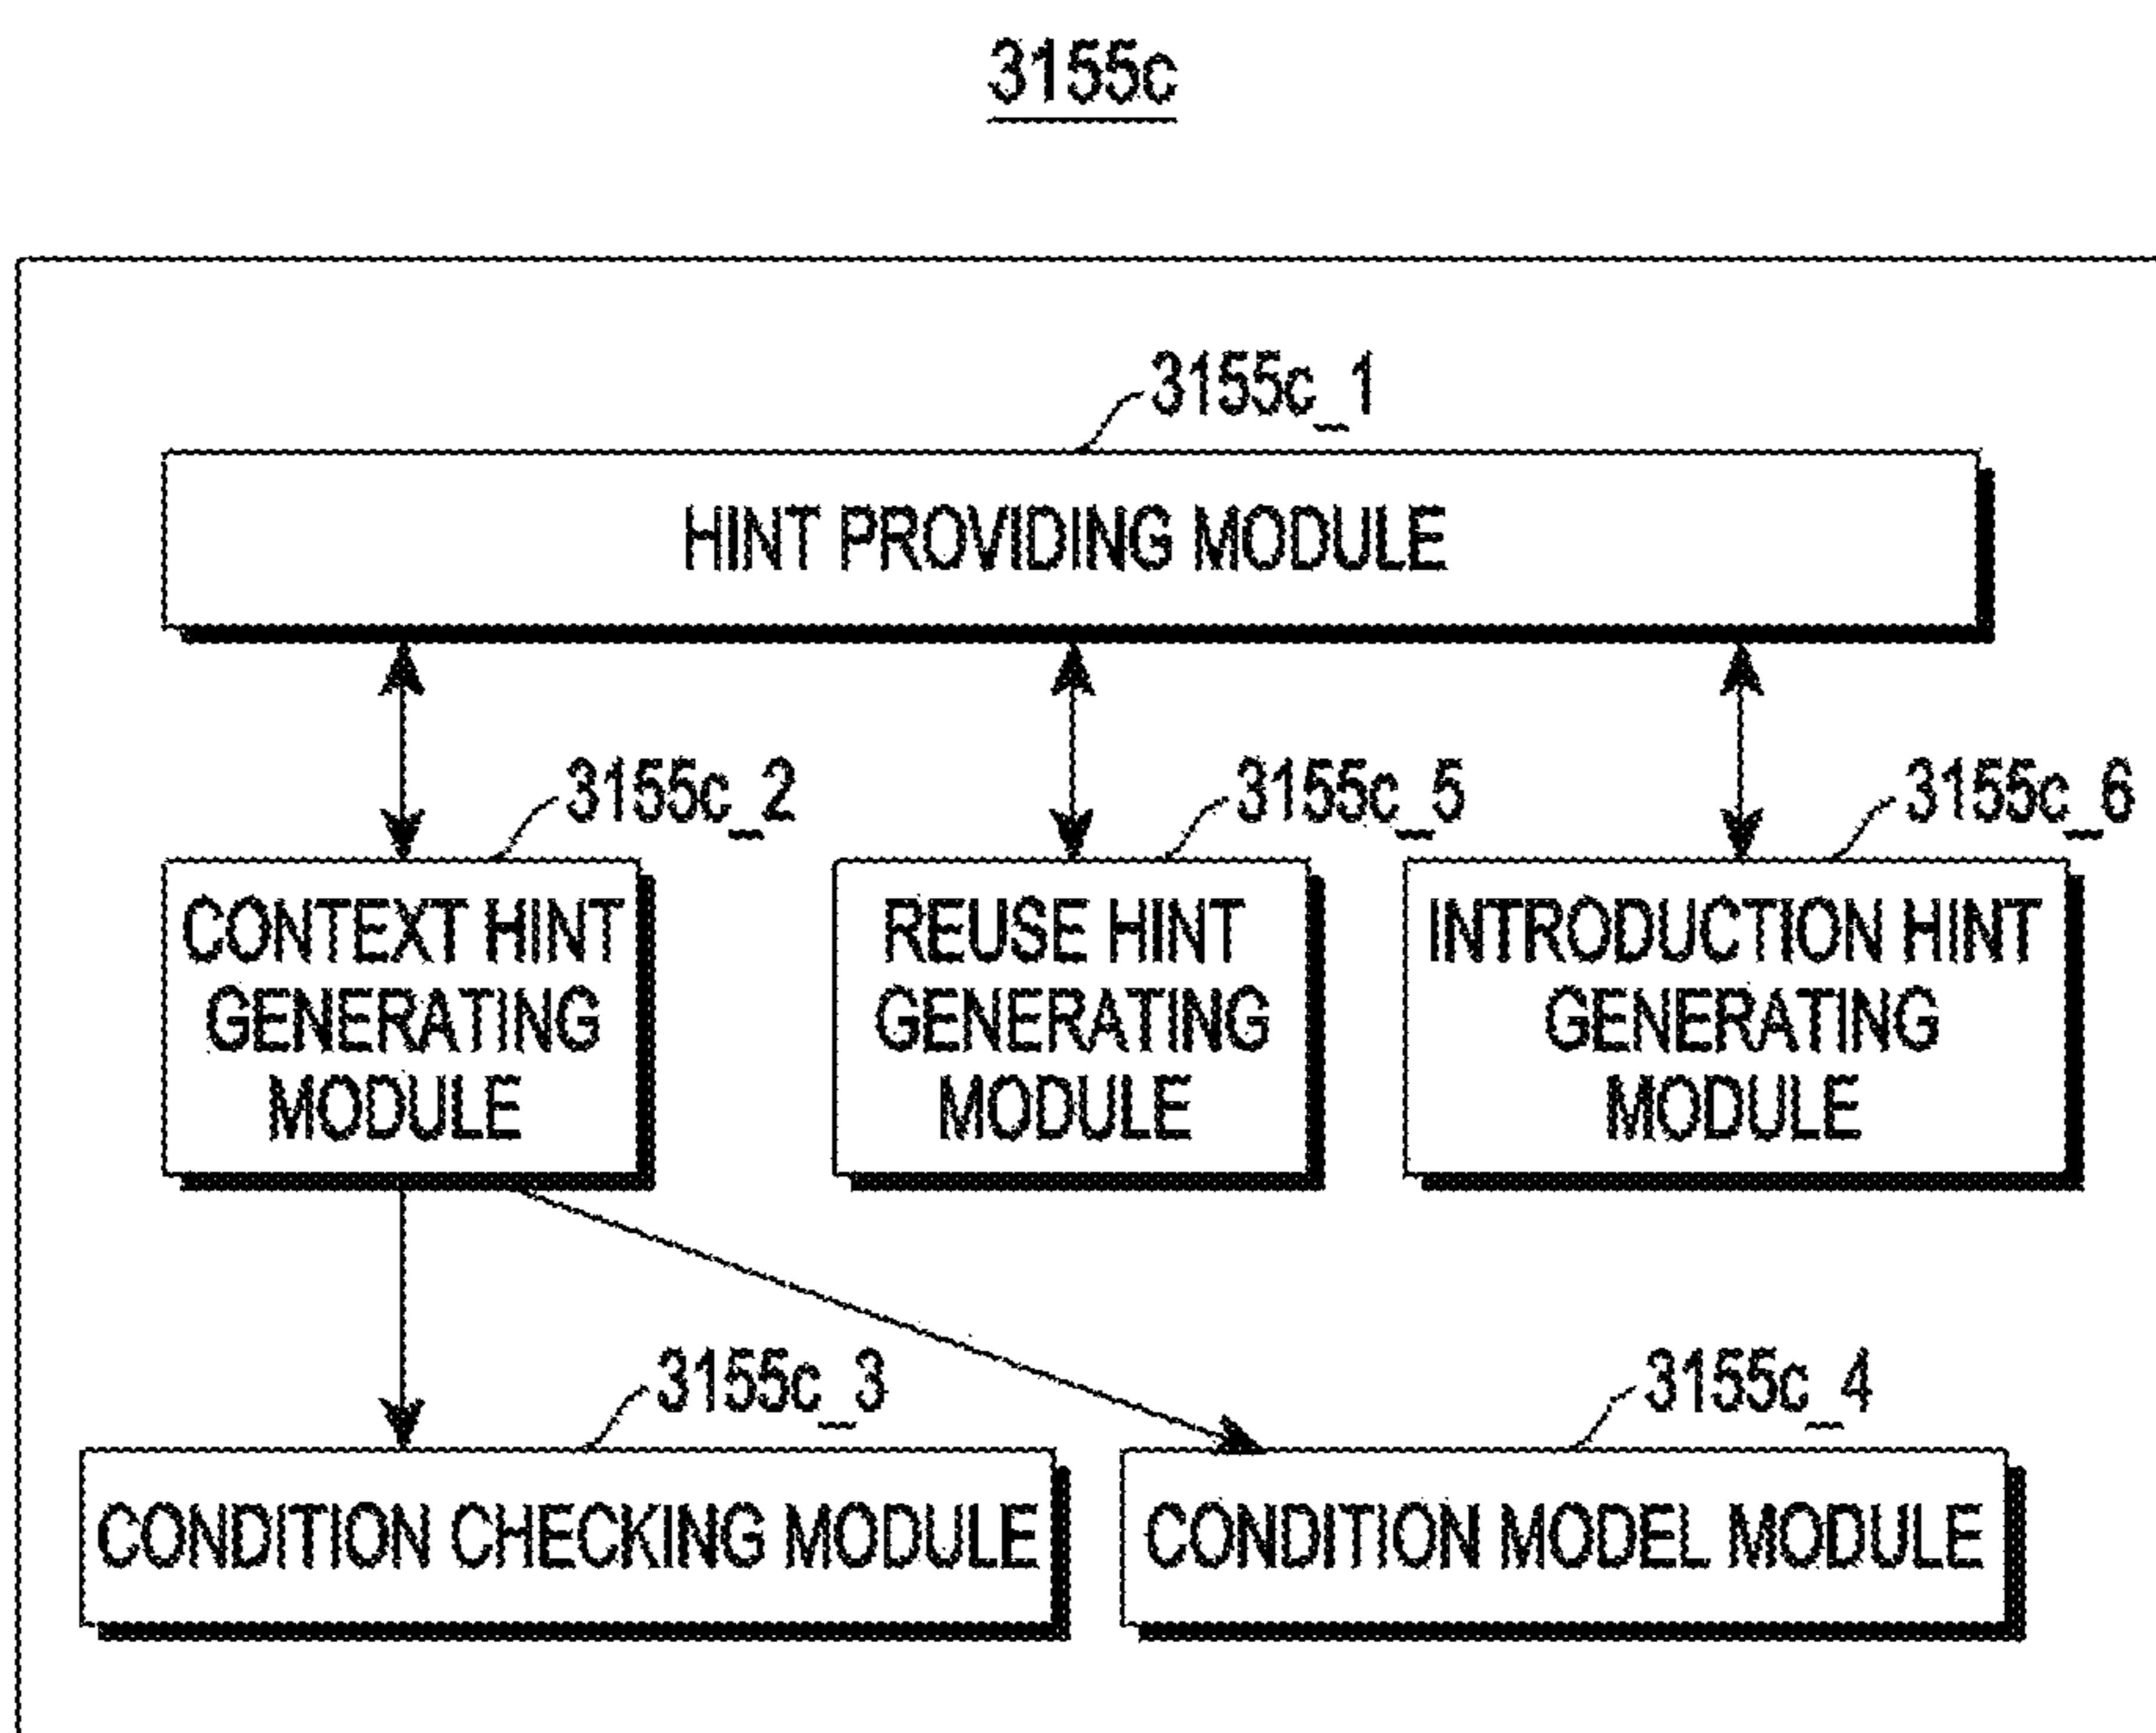 3155c
3155c_1
HINT PROVIDING MODULE
3155c_2
3155c_5
3155c_6
CONTEXT HINT
GENERATING
MODULE
REUSE HINT
GENERATING
MODULE
INTRODUCTION HINT
GENERATING
MODULE
3155c_3
3155c_4
CONDITION CHECKING MODULE
CONDITION MODEL MODULE